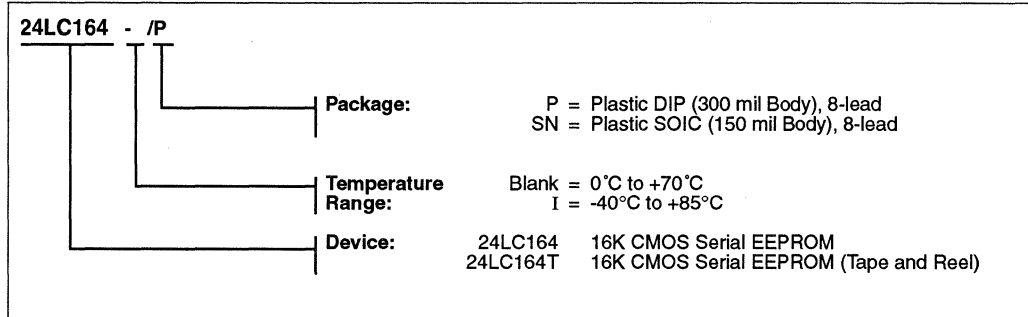 24LC164 - /P
Package: P = Plastic DIP (300 mil Body), 8-lead
SN = Plastic SOIC (150 mil Body), 8-lead
Temperature Blank = 0°C to +70°C
Range: I = -40°C to +85°C
Device: 24LC164 16K CMOS Serial EEPROM
24LC164T 16K CMOS Serial EEPROM (Tape and Reel)